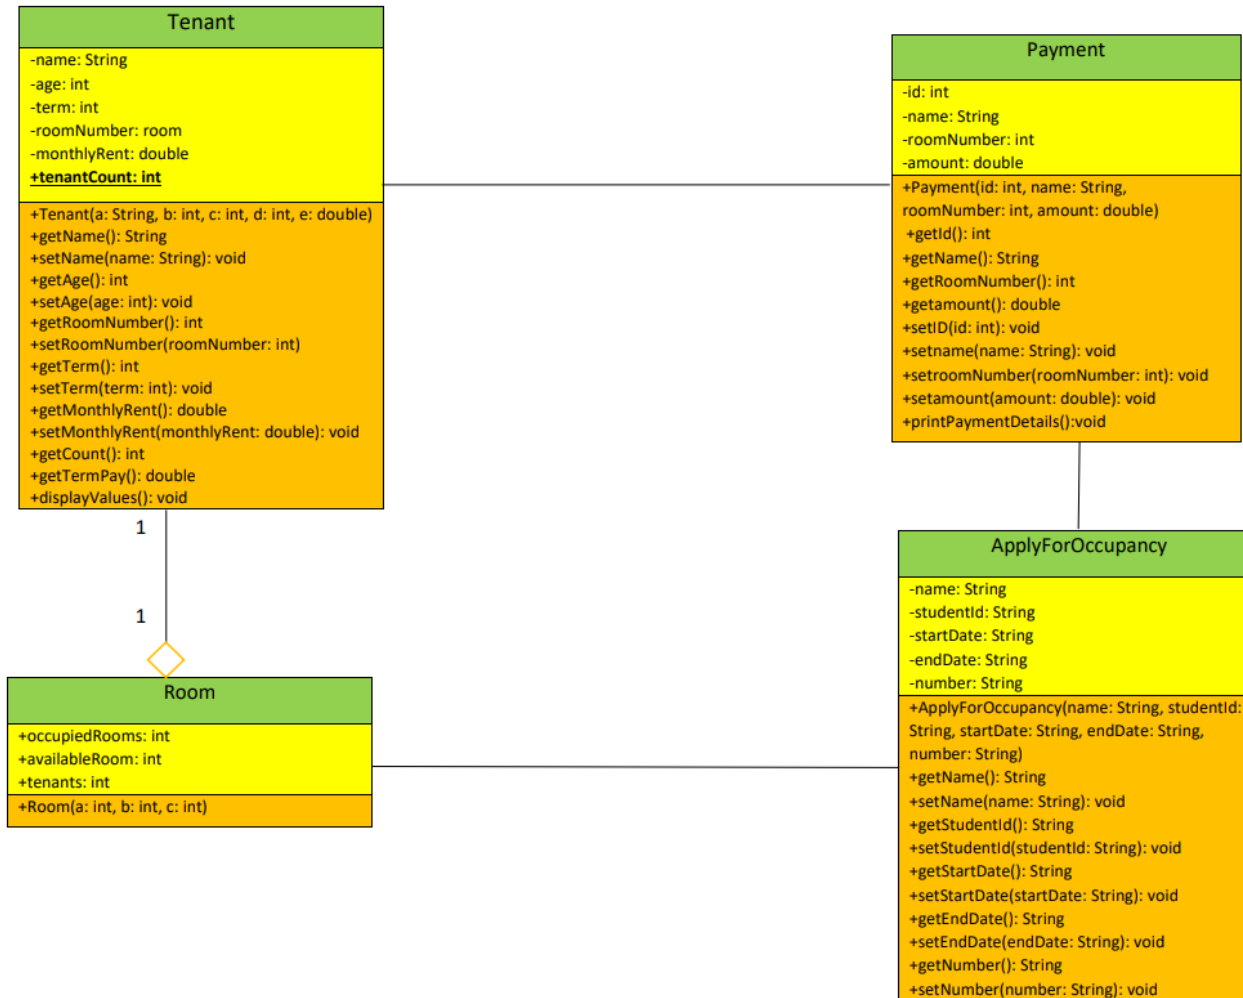 Tenant
-name: String
-age: int
-term: int
-roomNumber: room
-monthlyRent: double
+tenantCount: int
+Tenant(a: String, b: int, c: int, d: int, e: double)
+getName(): String
+setName(name: String): void
+getAge(): int
+setAge(age: int): void
+getRoomNumber(): int
+setRoomNumber(roomNumber: int)
+getTerm(): int
+setTerm(term: int): void
+getMonthlyRent(): double
+setMonthlyRent(monthlyRent: double): void
+getCount(): int
+getTermPay(): double
+displayValues(): void
1
1
Room
+occupiedRooms: int
+availableRoom: int
+tenants: int
+Room(a: int, b: int, c: int)
Payment
-id: int
-name: String
-roomNumber: int
-amount: double
+Payment(id: int, name: String,
roomNumber: int, amount: double)
+getId(): int
+getName(): String
+getRoomNumber(): int
+getamount(): double
+setID(id: int): void
+setname(name: String): void
+setroomNumber(roomNumber: int): void
+setamount(amount: double): void
+printPaymentDetails():void
ApplyForOccupancy
-name: String
-studentId: String
-startDate: String
-endDate: String
-number: String
+ApplyForOccupancy(name: String, studentId:
String, startDate: String, endDate: String,
number: String)
+getName(): String
+setName(name: String): void
+getStudentId(): String
+setStudentId(studentId: String): void
+getStartDate(): String
+setStartDate(startDate: String): void
+getEndDate(): String
+setEndDate(endDate: String): void
+getNumber(): String
+setNumber(number: String): void